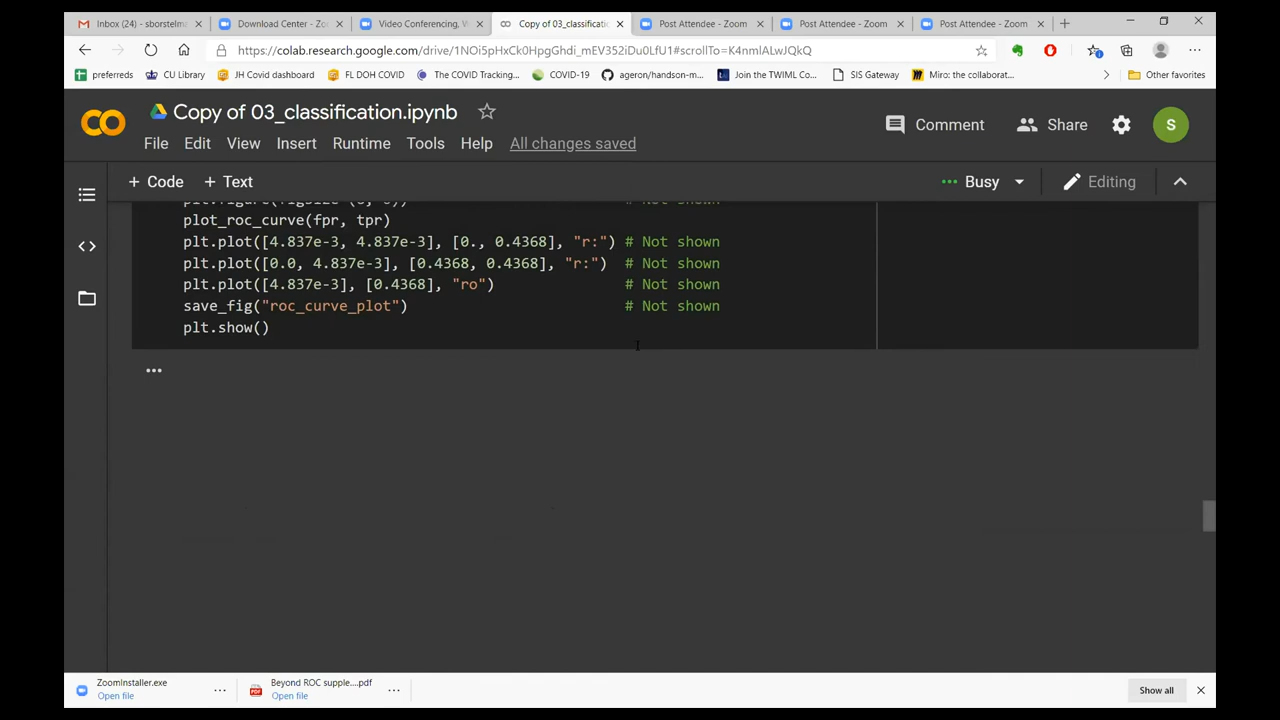 Inbox (24) - sborstelm
Download Center - Zo
Video Conferencing, W
Copy of 03_classificati
Post Attendee - Zoom
Post Attendee - Zoom
Post Attendee - Zoom
https://colab.research.google.com/drive/1NOi5pHxCk0HpgGhdi_mEV352iDu0LfU1#scrollTo=K4nmlALwJQkQ
preferreds
CU Library
JH Covid dashboard
FL DOH COVID
The COVID Tracking...
COVID-19
ageron/handson-m...
Join the TWIML Co...
SIS Gateway
Miro: the collaborat...
Other favorites
Copy of 03_classification.ipynb
Comment
Share
S
File Edit View Insert Runtime Tools Help All changes saved
+ Code + Text
Busy
Editing
plt.figure(figsize=(8, 6)) # Not shown
plot_roc_curve(fpr, tpr)
plt.plot([4.837e-3, 4.837e-3], [0., 0.4368], "r:") # Not shown
plt.plot([0.0, 4.837e-3], [0.4368, 0.4368], "r:") # Not shown
plt.plot([4.837e-3], [0.4368], "ro") # Not shown
save_fig("roc_curve_plot") # Not shown
plt.show()
...
ZoomInstaller.exe
Open file
Beyond ROC supple....pdf
Open file
Show all